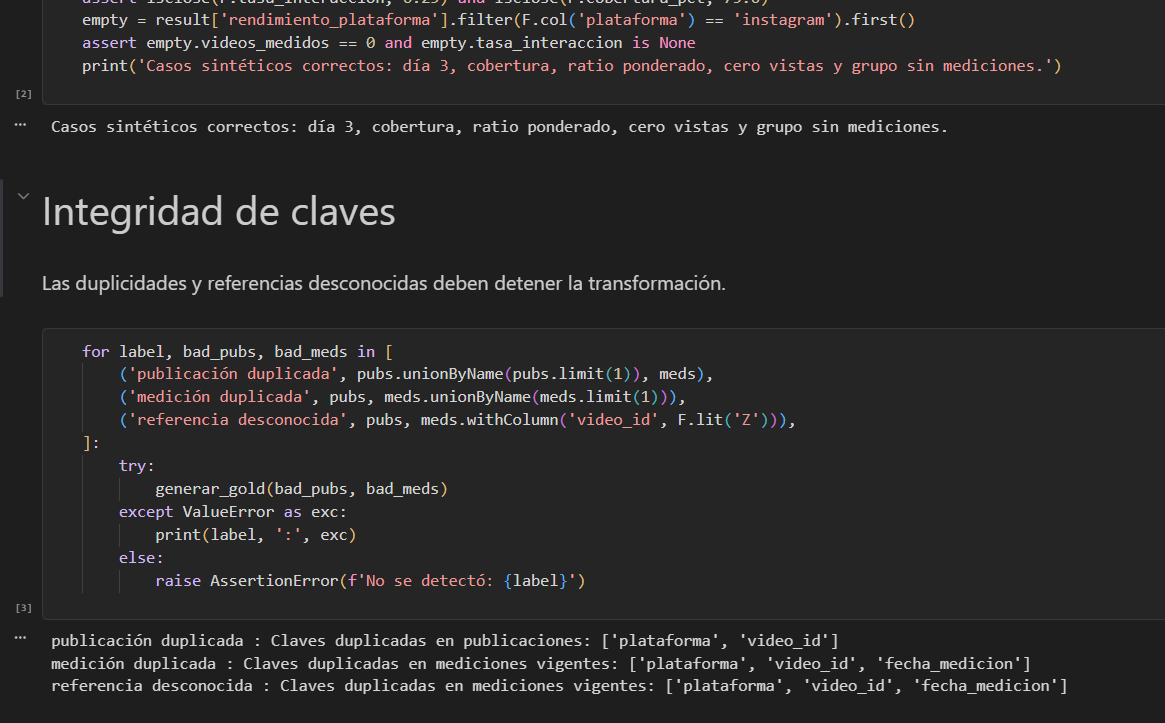 empty = result['rendimiento_plataforma'].filter(F.col('plataforma') == 'instagram').first()
assert empty.videos_medidos == 0 and empty.tasa_interaccion is None
print('Casos sintéticos correctos: día 3, cobertura, ratio ponderado, cero vistas y grupo sin mediciones.')
[2]
... Casos sintéticos correctos: día 3, cobertura, ratio ponderado, cero vistas y grupo sin mediciones.
Integridad de claves
Las duplicidades y referencias desconocidas deben detener la transformación.
for label, bad_pubs, bad_meds in [
('publicación duplicada', pubs.unionByName(pubs.limit(1)), meds),
('medición duplicada', pubs, meds.unionByName(meds.limit(1))),
('referencia desconocida', pubs, meds.withColumn('video_id', F.lit('Z'))),
]:
try:
generar_gold(bad_pubs, bad_meds)
except ValueError as exc:
print(label, ':', exc)
else:
raise AssertionError(f'No se detectó: {label}')
[3]
... publicación duplicada : Claves duplicadas en publicaciones: ['plataforma', 'video_id']
medición duplicada : Claves duplicadas en mediciones vigentes: ['plataforma', 'video_id', 'fecha_medicion']
referencia desconocida : Claves duplicadas en mediciones vigentes: ['plataforma', 'video_id', 'fecha_medicion']